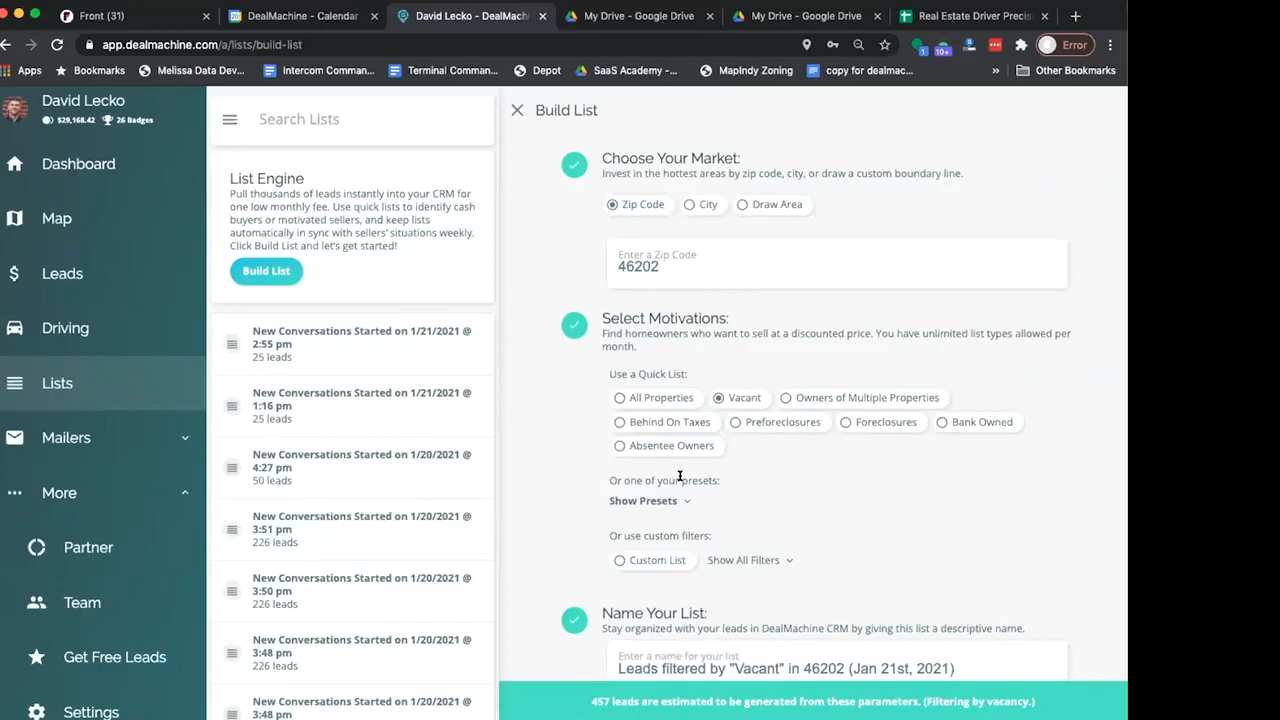 Front (31)
DealMachine - Calendar
David Lecko - DealMachi
My Drive - Google Drive
My Drive - Google Drive
Real Estate Driver Precis
app.dealmachine.com/a/lists/build-list
1
10+
Error
Apps
Bookmarks
Melissa Data Dev...
Intercom Comman...
Terminal Comman...
Depot
SaaS Academy -...
MapIndy Zoning
copy for dealmac...
»
Other Bookmarks
David Lecko
$29,168.42
26 Badges
Dashboard
Map
Leads
Driving
Lists
Mailers
More
Partner
Team
Get Free Leads
Settings
Search Lists
List Engine
Pull thousands of leads instantly into your CRM for
one low monthly fee. Use quick lists to identify cash
buyers or motivated sellers, and keep lists
automatically in sync with sellers' situations weekly.
Click Build List and let's get started!
Build List
New Conversations Started on 1/21/2021 @
2:55 pm
25 leads
New Conversations Started on 1/21/2021 @
1:16 pm
25 leads
New Conversations Started on 1/20/2021 @
4:27 pm
50 leads
New Conversations Started on 1/20/2021 @
3:51 pm
226 leads
New Conversations Started on 1/20/2021 @
3:50 pm
226 leads
New Conversations Started on 1/20/2021 @
3:48 pm
226 leads
New Conversations Started on 1/20/2021 @
3:48 pm
Build List
Choose Your Market:
Invest in the hottest areas by zip code, city, or draw a custom boundary line.
Zip Code
City
Draw Area
Enter a Zip Code
46202
Select Motivations:
Find homeowners who want to sell at a discounted price. You have unlimited list types allowed per
month.
Use a Quick List:
All Properties
Vacant
Owners of Multiple Properties
Behind On Taxes
Preforeclosures
Foreclosures
Bank Owned
Absentee Owners
Or one of your presets:
Show Presets
Or use custom filters:
Custom List
Show All Filters
Name Your List:
Stay organized with your leads in DealMachine CRM by giving this list a descriptive name.
Enter a name for your list
Leads filtered by "Vacant" in 46202 (Jan 21st, 2021)
457 leads are estimated to be generated from these parameters. (Filtering by vacancy.)